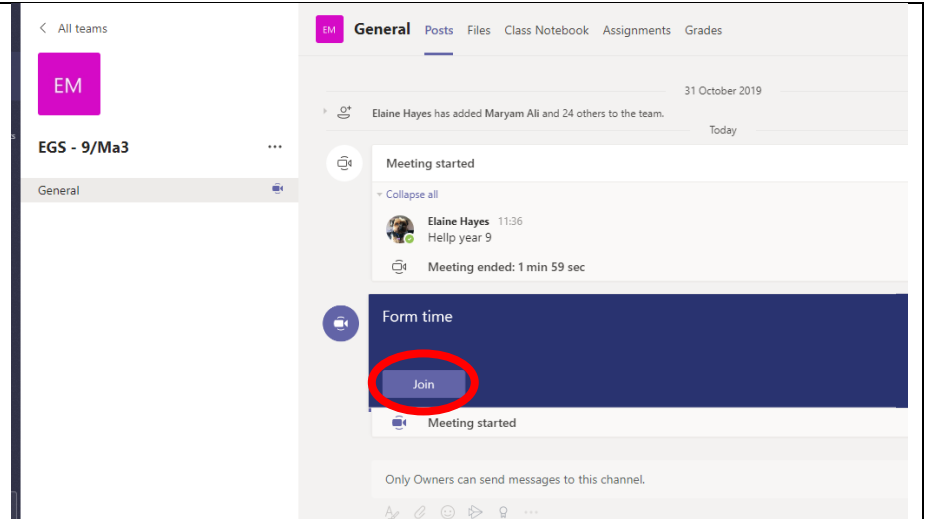 < All teams
EM
EGS - 9/Ma3
...
General
EM General Posts Files Class Notebook Assignments Grades
31 October 2019
Elaine Hayes has added Maryam Ali and 24 others to the team.
Today
Meeting started
Collapse all
Elaine Hayes 11:36
Hellp year 9
Meeting ended: 1 min 59 sec
Form time
Join
Meeting started
Only Owners can send messages to this channel.